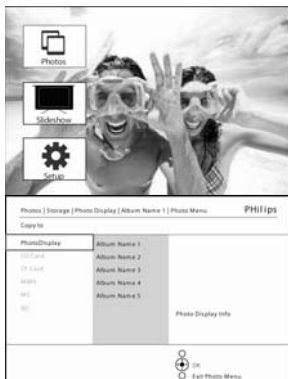 Photos
Slideshow
Setup
Photos | Storage | Photo Display | Album Name 1 | Photo Menu
PHilips
Copy to
PhotoDisplay
Album Name 1
SD Card
Album Name 2
CF Card
Album Name 3
MMS
Album Name 4
MS
Album Name 5
Photo Display Info
OK
Exit Photo Menu